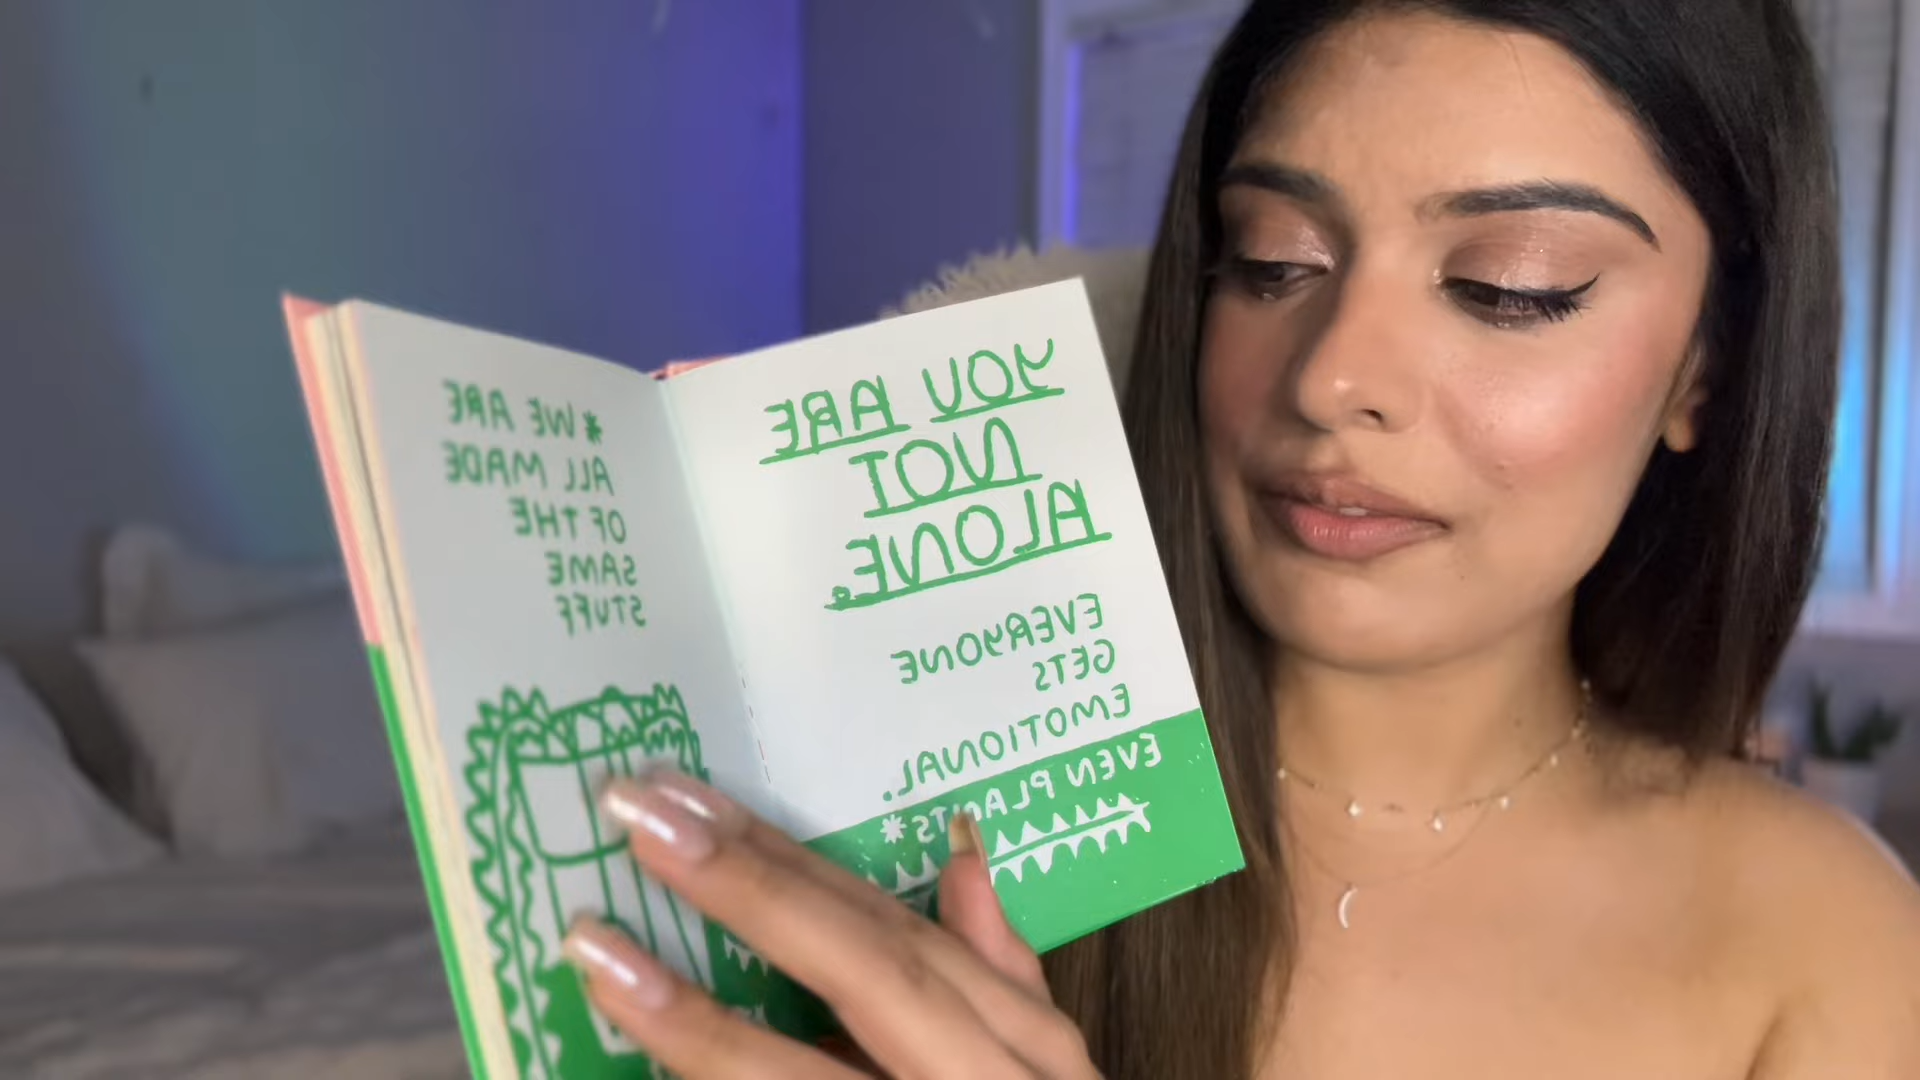 YOU ARE
NOT
ALONE.
EVERYONE
GETS
EMOTIONAL.
EVEN PLANTS*
*WE ARE
ALL MADE
OF THE
SAME
STUFF